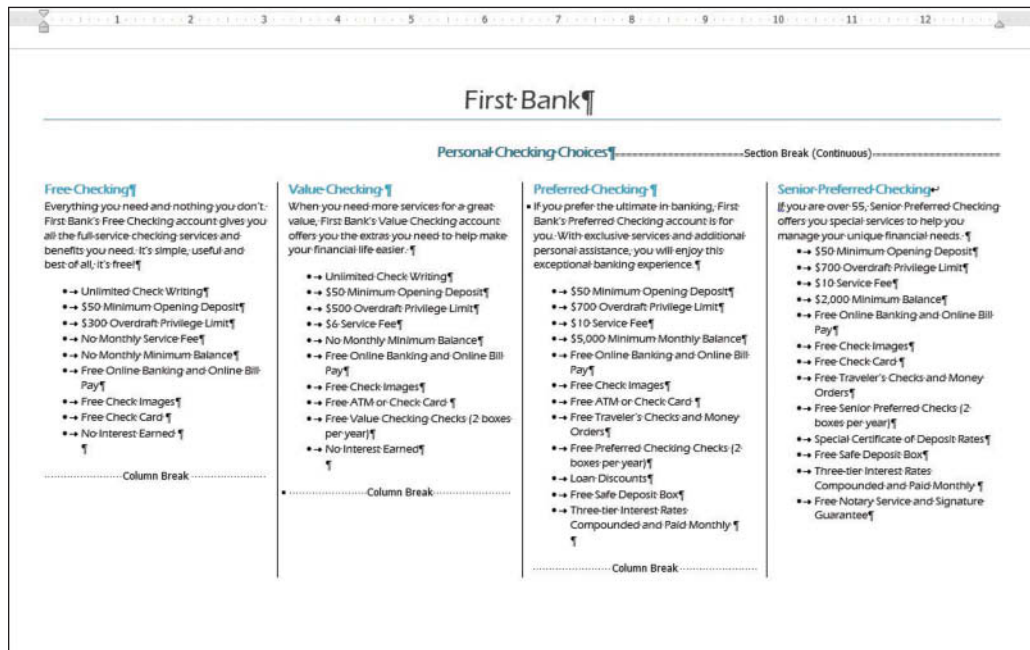 1 2 3 4 5 6 7 8 9 10 11 12
First Bank¶
Personal Checking Choices¶ Section Break (Continuous)
Free Checking¶
Everything you need and nothing you don't.
First Bank's Free Checking account gives you
all the full-service checking services and
benefits you need. It's simple, useful and
best of all, it's free!¶
• → Unlimited Check Writing¶
• → $50 Minimum Opening Deposit¶
• → $300 Overdraft Privilege Limit¶
• → No Monthly Service Fee¶
• → No Monthly Minimum Balance¶
• → Free Online Banking and Online Bill
Pay¶
• → Free Check Images¶
• → Free Check Card ¶
• → No Interest Earned ¶
¶
Column Break
Value Checking ¶
When you need more services for a great
value, First Bank's Value Checking account
offers you the extras you need to help make
your financial life easier. ¶
• → Unlimited Check Writing¶
• → $50 Minimum Opening Deposit¶
• → $500 Overdraft Privilege Limit¶
• → $6 Service Fee¶
• → No Monthly Minimum Balance¶
• → Free Online Banking and Online Bill
Pay¶
• → Free Check Images¶
• → Free ATM or Check Card ¶
• → Free Value Checking Checks (2 boxes
per year)¶
• → No Interest Earned¶
¶
Column Break
Preferred Checking ¶
If you prefer the ultimate in banking, First
Bank's Preferred Checking account is for
you. With exclusive services and additional
personal assistance, you will enjoy this
exceptional banking experience.¶
• → $50 Minimum Opening Deposit¶
• → $700 Overdraft Privilege Limit¶
• → $10 Service Fee¶
• → $5,000 Minimum Monthly Balance¶
• → Free Online Banking and Online Bill
Pay¶
• → Free Check Images¶
• → Free ATM or Check Card¶
• → Free Traveler's Checks and Money
Orders¶
• → Free Preferred Checking Checks (2
boxes per year)¶
• → Loan Discounts¶
• → Free Safe Deposit Box¶
• → Three-tier Interest Rates
Compounded and Paid Monthly ¶
¶
Column Break
Senior Preferred Checking↵
If you are over 55, Senior Preferred Checking
offers you special services to help you
manage your unique financial needs. ¶
• → $50 Minimum Opening Deposit¶
• → $700 Overdraft Privilege Limit¶
• → $10 Service Fee¶
• → $2,000 Minimum Balance¶
• → Free Online Banking and Online Bill
Pay¶
• → Free Check Images¶
• → Free Check Card¶
• → Free Traveler's Checks and Money
Orders¶
• → Free Senior Preferred Checks (2
boxes per year)¶
• → Special Certificate of Deposit Rates¶
• → Free Safe Deposit Box¶
• → Three-tier Interest Rates
Compounded and Paid Monthly ¶
• → Free Notary Service and Signature
Guarantee¶